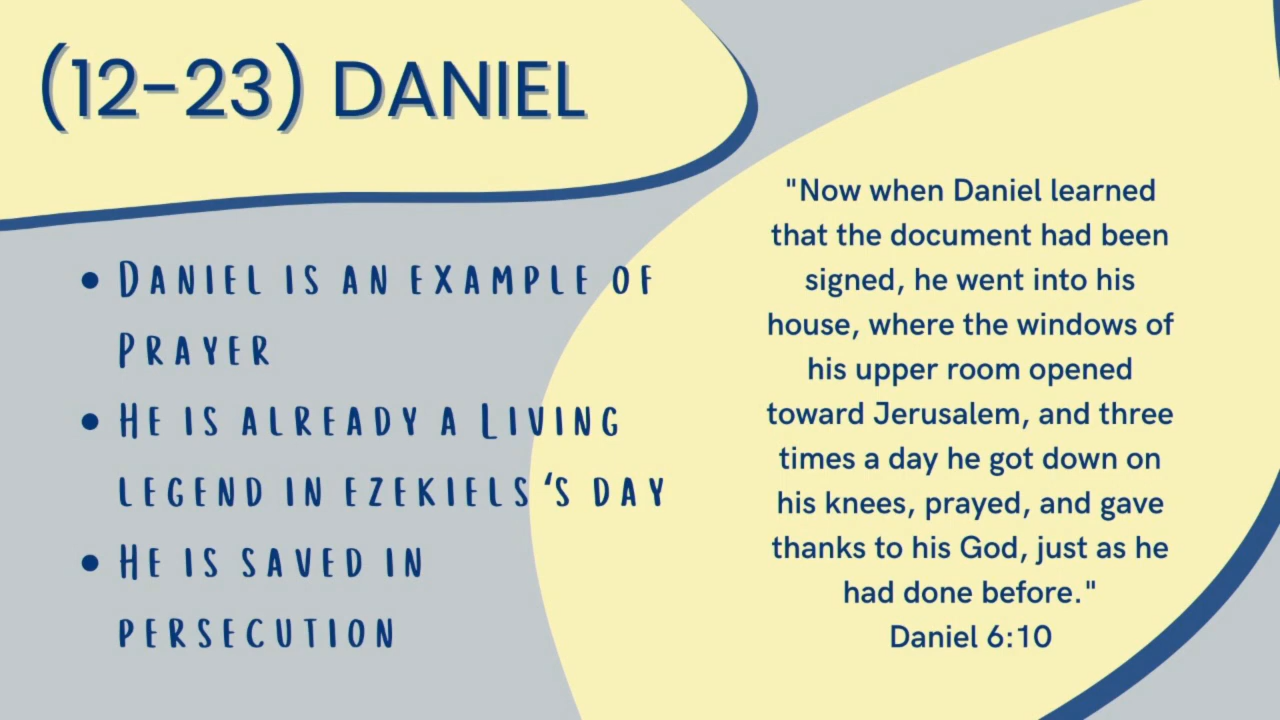 (12-23) DANIEL
• DANIEL IS AN EXAMPLE OF
PRAYER
• HE IS ALREADY A LIVING
LEGEND IN EZEKIELS 'S DAY
• HE IS SAVED IN
PERSECUTION
"Now when Daniel learned
that the document had been
signed, he went into his
house, where the windows of
his upper room opened
toward Jerusalem, and three
times a day he got down on
his knees, prayed, and gave
thanks to his God, just as he
had done before."
Daniel 6:10